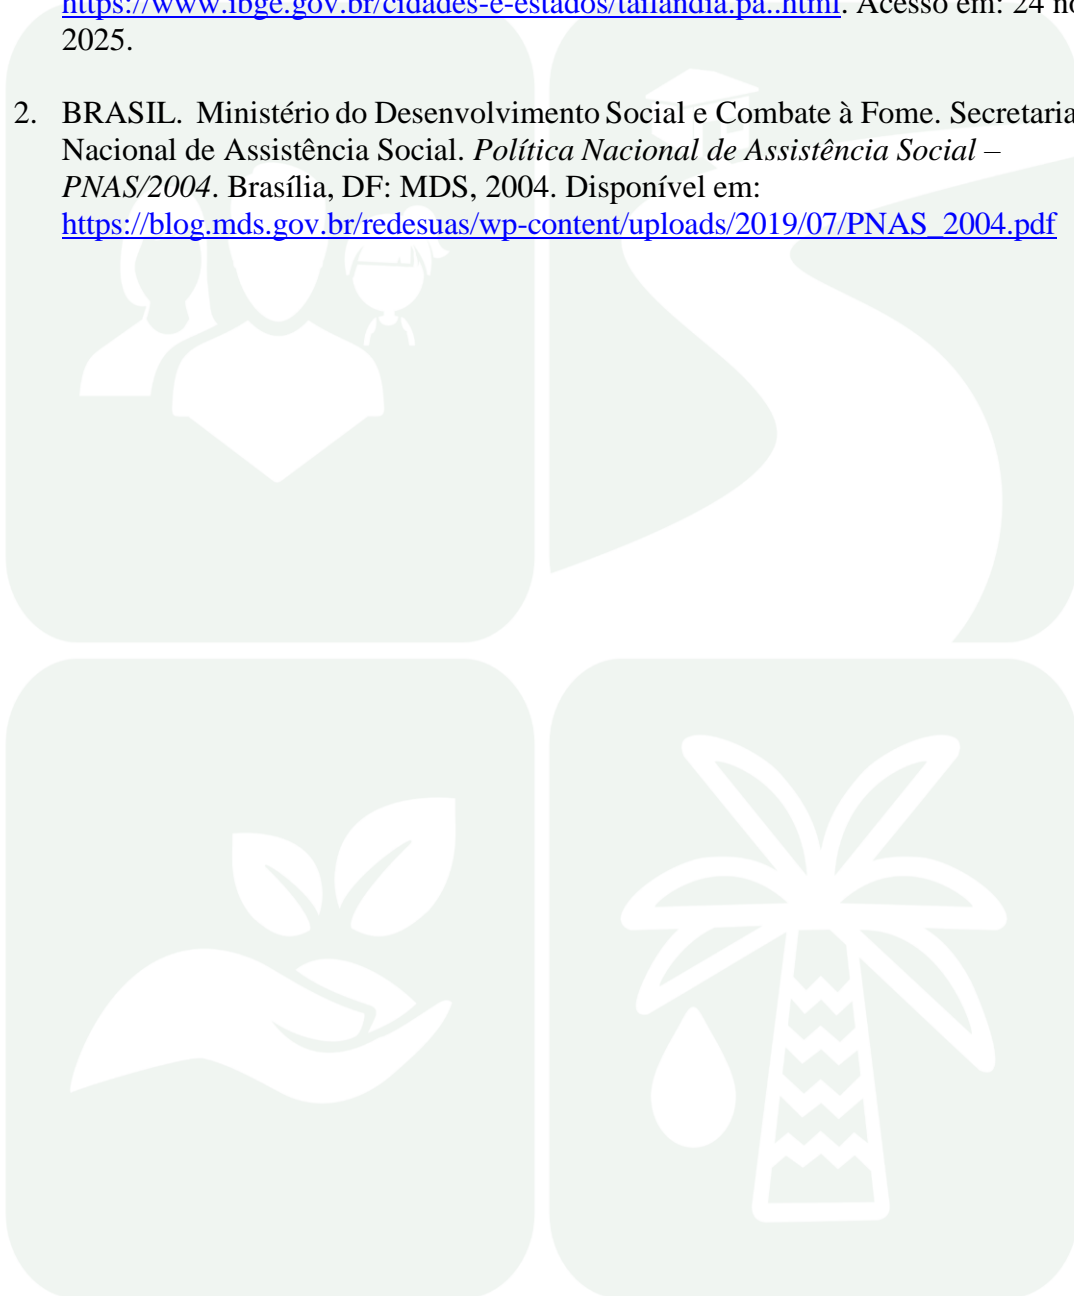 https://www.ibge.gov.br/cidades-e-estados/tailandia.pa..html. Acesso em: 24 no
2025.
2. BRASIL. Ministério do Desenvolvimento Social e Combate à Fome. Secretaria
Nacional de Assistência Social. Política Nacional de Assistência Social –
PNAS/2004. Brasília, DF: MDS, 2004. Disponível em:
https://blog.mds.gov.br/redesuas/wp-content/uploads/2019/07/PNAS_2004.pdf